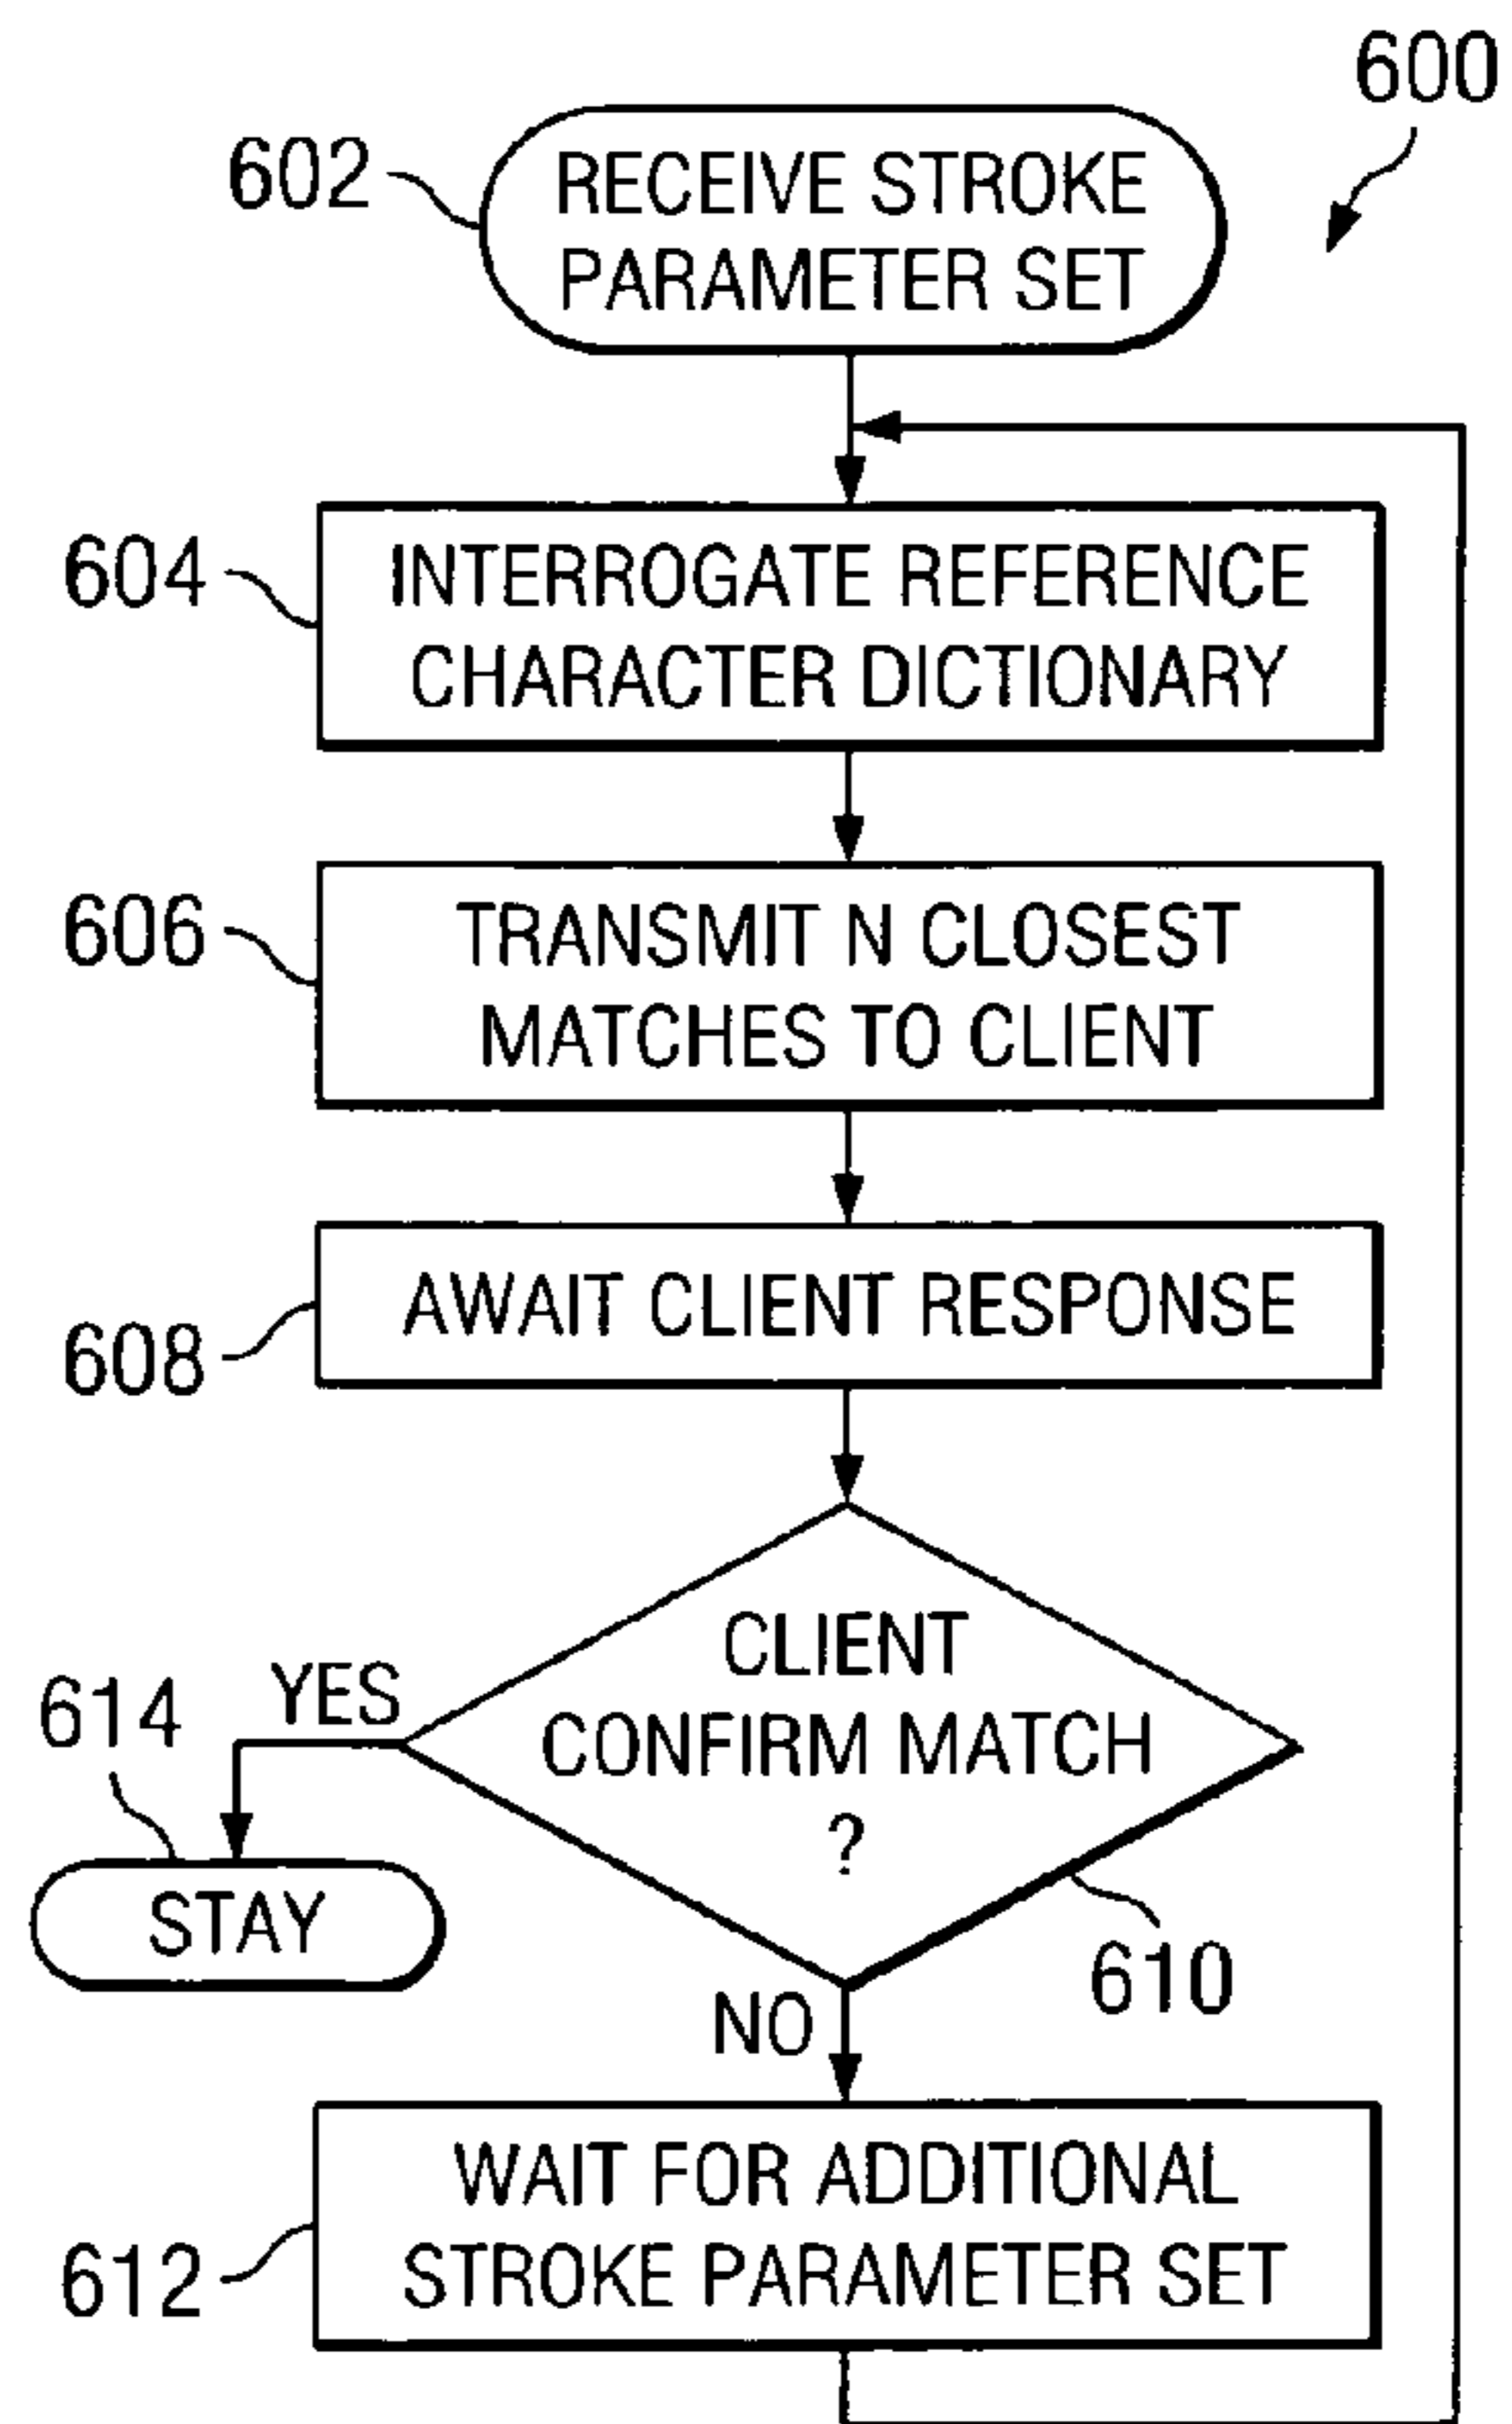 600
602
RECEIVE STROKE
PARAMETER SET
604
INTERROGATE REFERENCE
CHARACTER DICTIONARY
606
TRANSMIT N CLOSEST
MATCHES TO CLIENT
608
AWAIT CLIENT RESPONSE
CLIENT
CONFIRM MATCH
?
610
YES
614
STAY
NO
612
WAIT FOR ADDITIONAL
STROKE PARAMETER SET